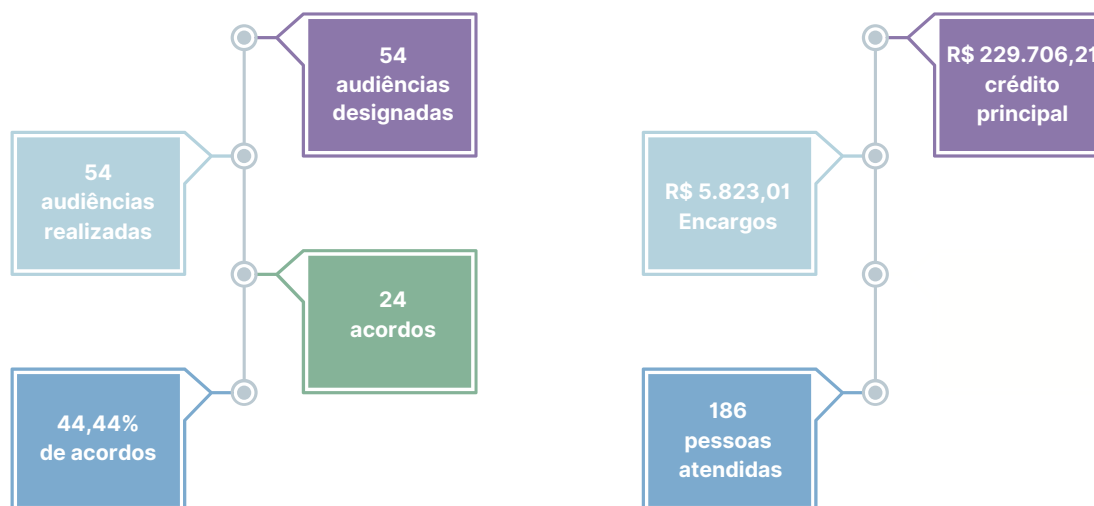 54
audiências
designadas
54
audiências
realizadas
24
acordos
44,44%
de acordos
R$ 229.706,21
crédito
principal
R$ 5.823,01
Encargos
186
pessoas
atendidas